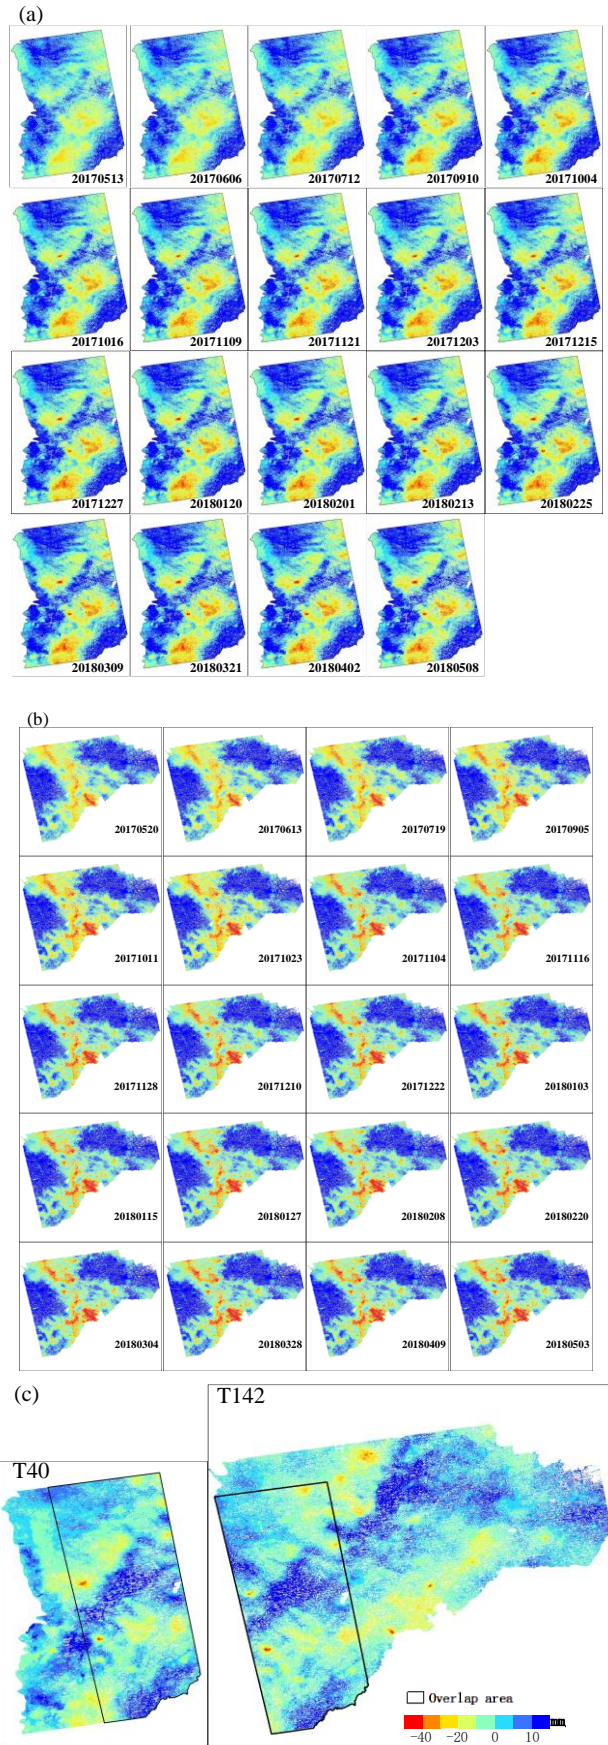 (a)
20170513 20170606 20170712 20170910 20171004
20171016 20171109 20171121 20171203 20171215
20171227 20180120 20180201 20180213 20180225
20180309 20180321 20180402 20180508
(b)
20170520 20170613 20170719 20170905
20171011 20171023 20171104 20171116
20171128 20171210 20171222 20180103
20180115 20180127 20180208 20180220
20180304 20180328 20180409 20180503
(c)
T142
T40
Overlap area
-40 -20 0 10